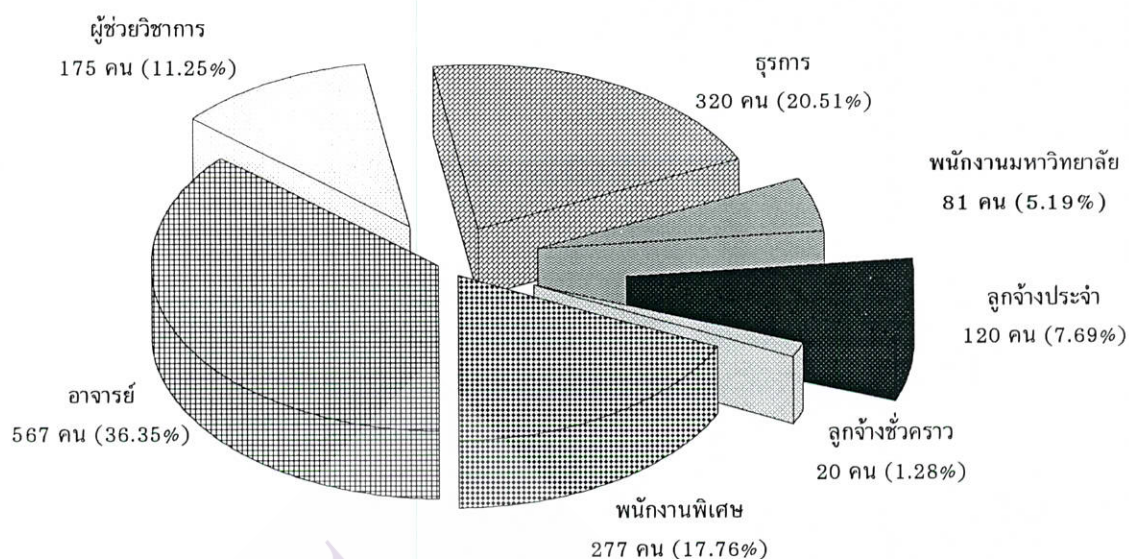 ผู้ช่วยวิชาการ
175 คน (11.25%)
ธุรการ
320 คน (20.51%)
พนักงานมหาวิทยาลัย
81 คน (5.19%)
ลูกจ้างประจำ
120 คน (7.69%)
ลูกจ้างชั่วคราว
20 คน (1.28%)
พนักงานพิเศษ
277 คน (17.76%)
อาจารย์
567 คน (36.35%)